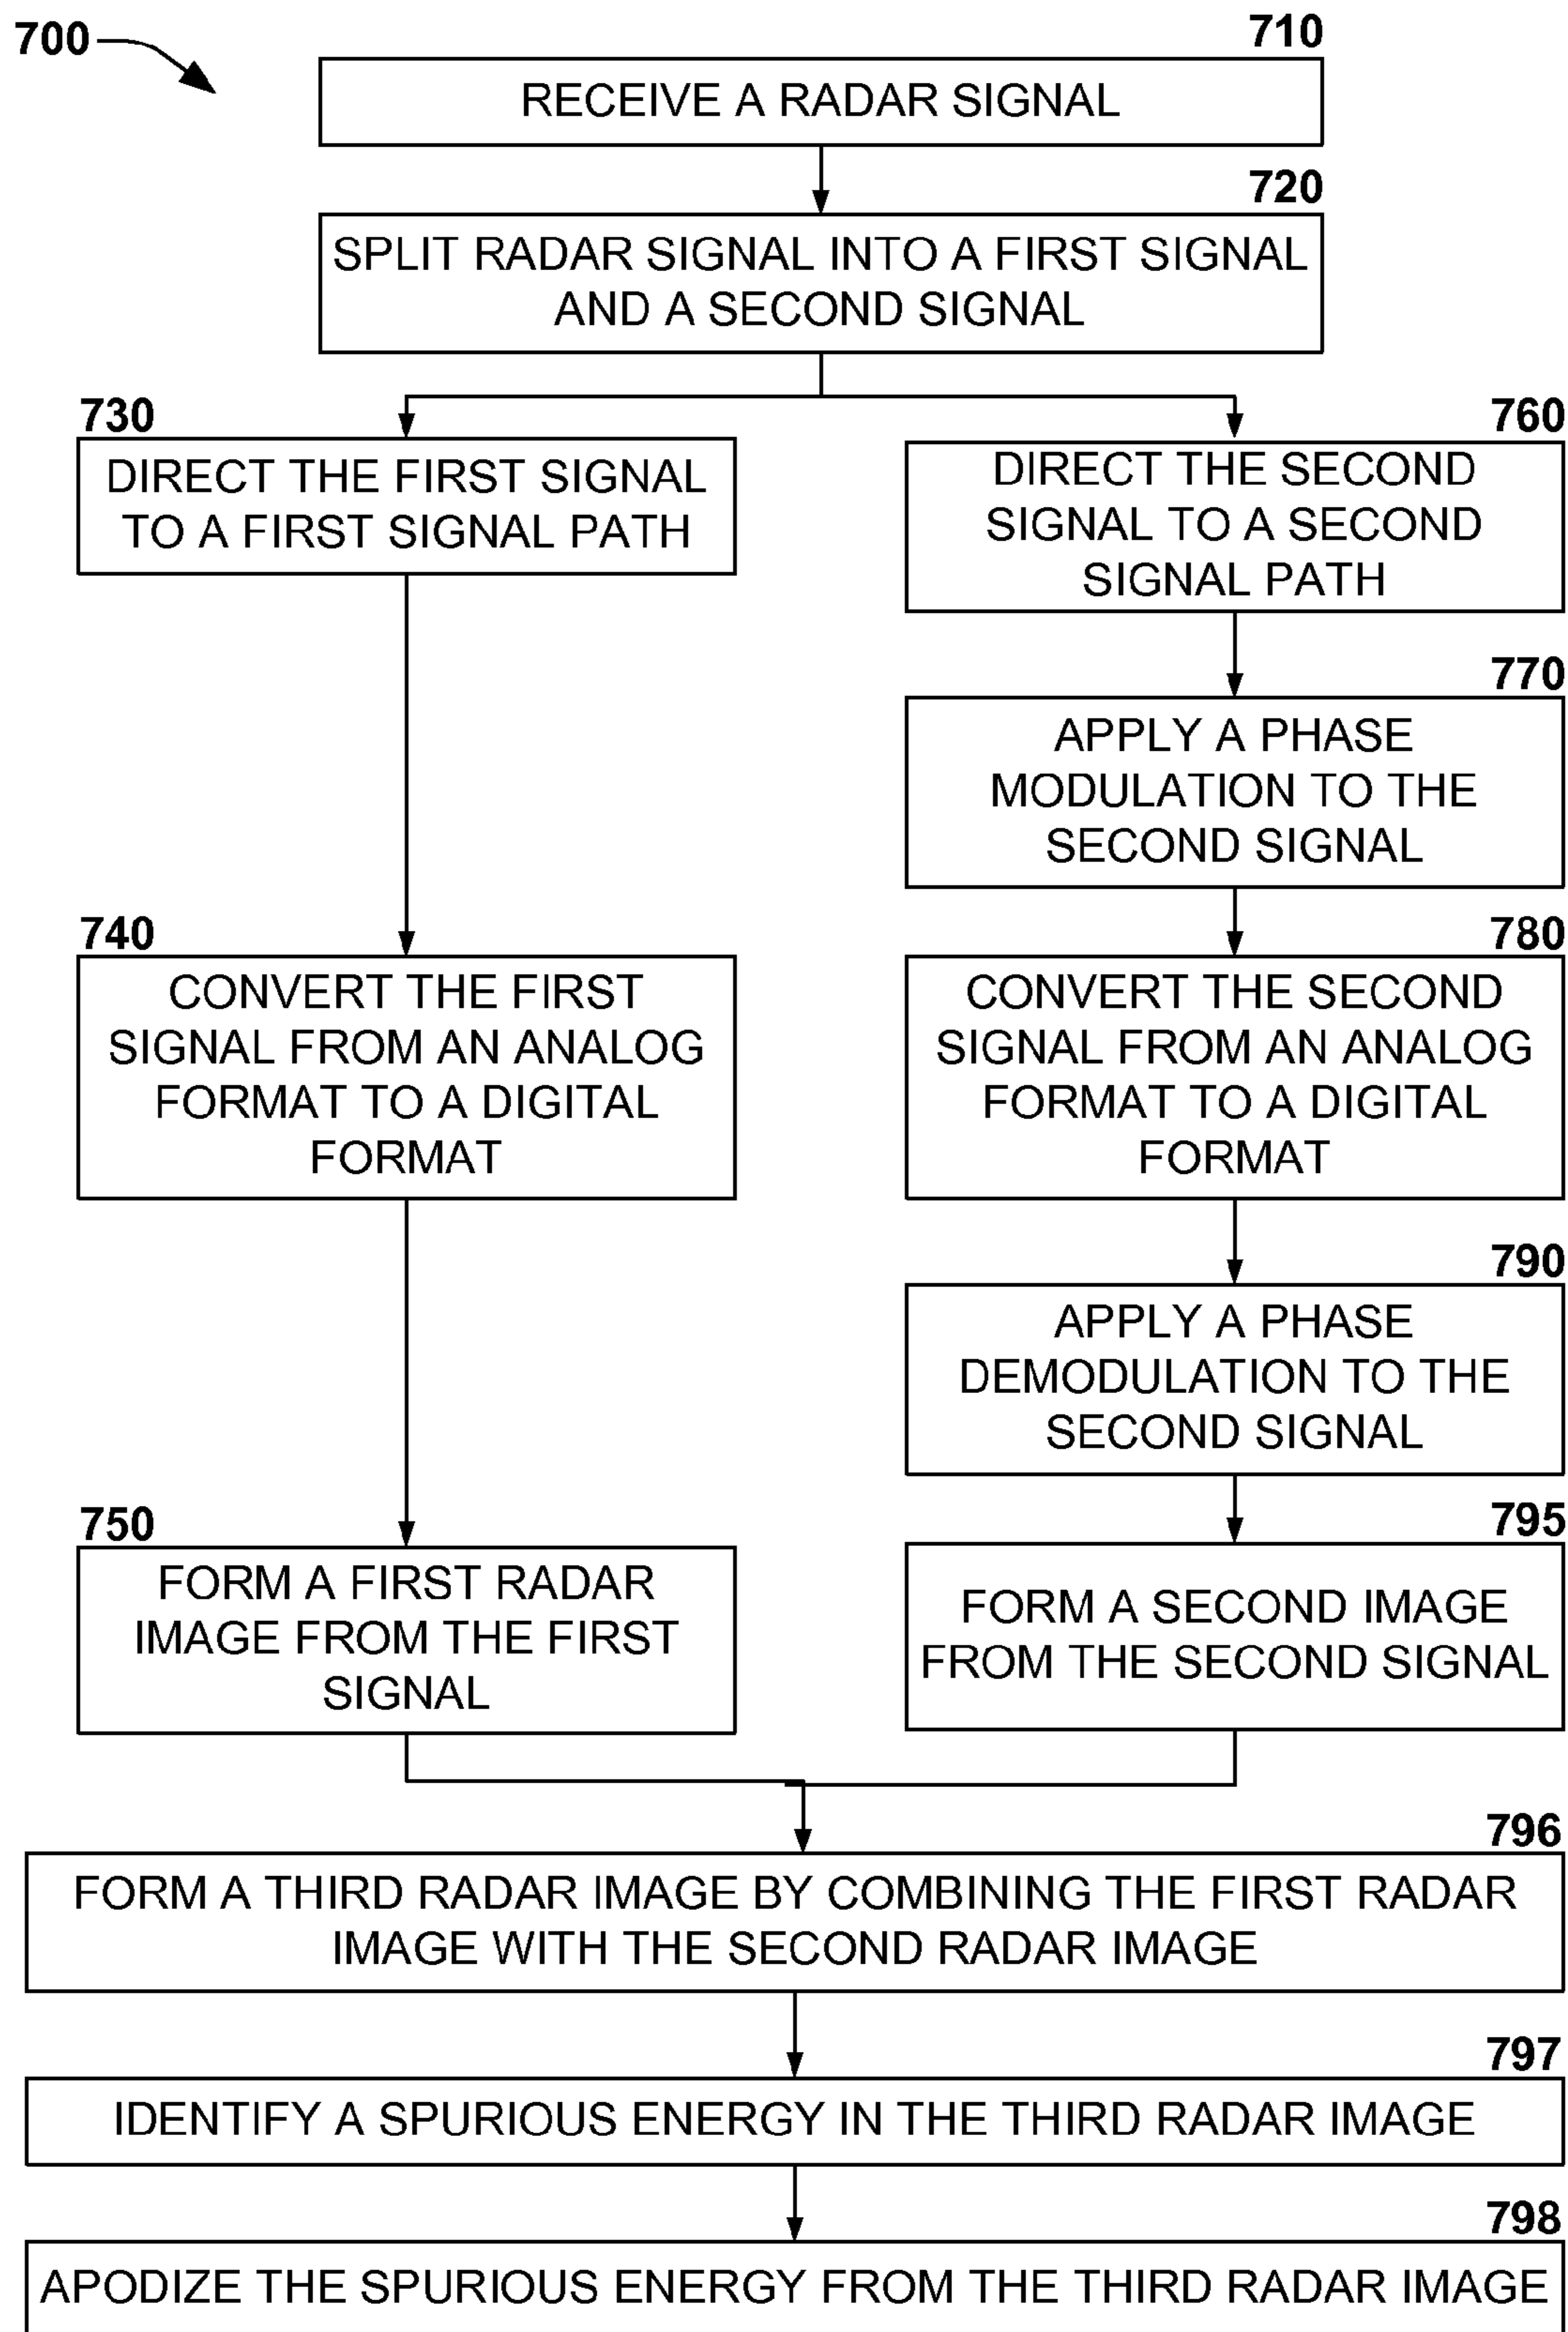 700
710
RECEIVE A RADAR SIGNAL
720
SPLIT RADAR SIGNAL INTO A FIRST SIGNAL
AND A SECOND SIGNAL
730
DIRECT THE FIRST SIGNAL
TO A FIRST SIGNAL PATH
760
DIRECT THE SECOND
SIGNAL TO A SECOND
SIGNAL PATH
770
APPLY A PHASE
MODULATION TO THE
SECOND SIGNAL
740
CONVERT THE FIRST
SIGNAL FROM AN ANALOG
FORMAT TO A DIGITAL
FORMAT
780
CONVERT THE SECOND
SIGNAL FROM AN ANALOG
FORMAT TO A DIGITAL
FORMAT
790
APPLY A PHASE
DEMODULATION TO THE
SECOND SIGNAL
750
FORM A FIRST RADAR
IMAGE FROM THE FIRST
SIGNAL
795
FORM A SECOND IMAGE
FROM THE SECOND SIGNAL
796
FORM A THIRD RADAR IMAGE BY COMBINING THE FIRST RADAR
IMAGE WITH THE SECOND RADAR IMAGE
797
IDENTIFY A SPURIOUS ENERGY IN THE THIRD RADAR IMAGE
798
APODIZE THE SPURIOUS ENERGY FROM THE THIRD RADAR IMAGE